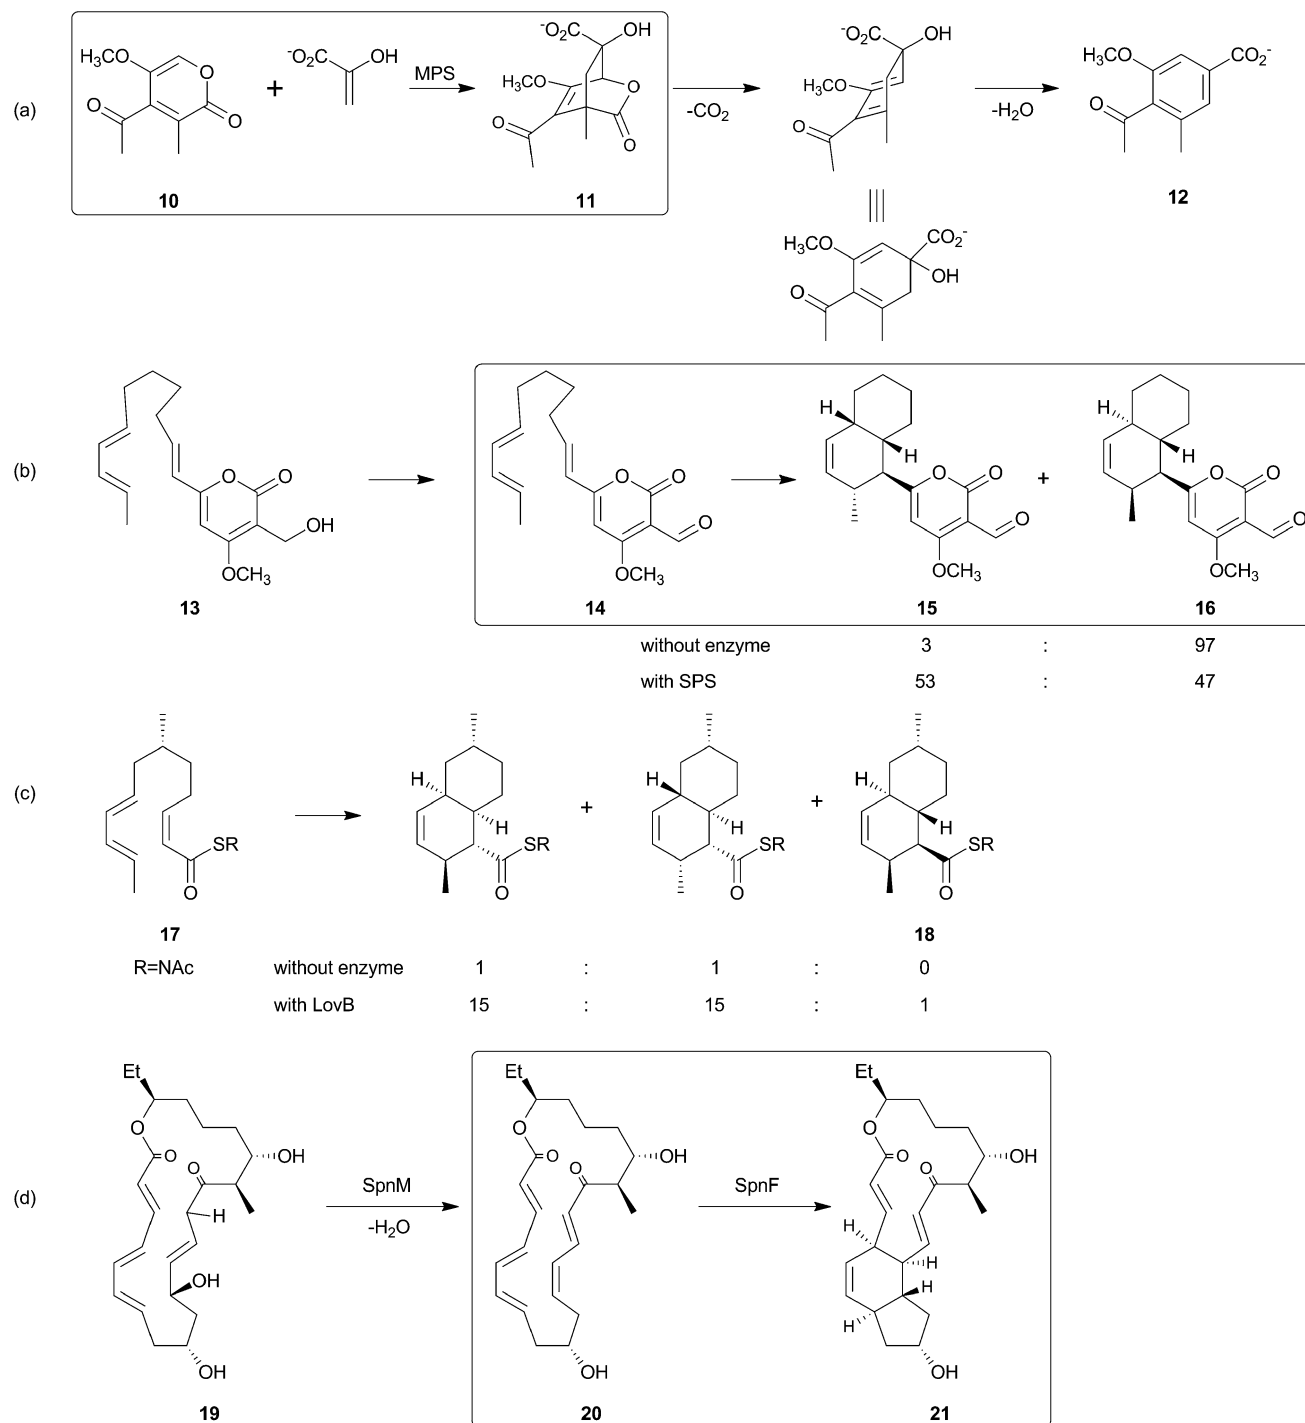 (a)
H₃CO
O
O
O
10
+
⁻O₂C
OH
MPS
⁻O₂C
OH
H₃CO
O
O
O
11
-CO₂
⁻O₂C
OH
H₃CO
O
H₃CO
CO₂⁻
OH
O
-H₂O
H₃CO
CO₂⁻
O
12
(b)
O
O
OH
OCH₃
13
O
O
O
OCH₃
14
H
H
O
O
O
OCH₃
15
+
H
H
O
O
O
OCH₃
16
without enzyme 3 : 97
with SPS 53 : 47
(c)
SR
O
17
R=NAc
H
H
SR
O
+
H
H
SR
O
+
H
H
SR
O
18
without enzyme 1 : 1 : 0
with LovB 15 : 15 : 1
(d)
Et
O
O
O
OH
H
OH
OH
19
SpnM
-H₂O
Et
O
O
O
OH
OH
20
SpnF
Et
O
O
O
OH
H
H
H
H
OH
21